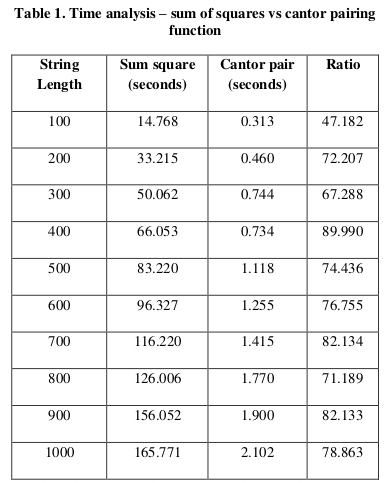 Table 1. Time analysis – sum of squares vs cantor pairing
function
String Length Sum square (seconds) Cantor pair (seconds) Ratio
100 14.768 0.313 47.182
200 33.215 0.460 72.207
300 50.062 0.744 67.288
400 66.053 0.734 89.990
500 83.220 1.118 74.436
600 96.327 1.255 76.755
700 116.220 1.415 82.134
800 126.006 1.770 71.189
900 156.052 1.900 82.133
1000 165.771 2.102 78.863